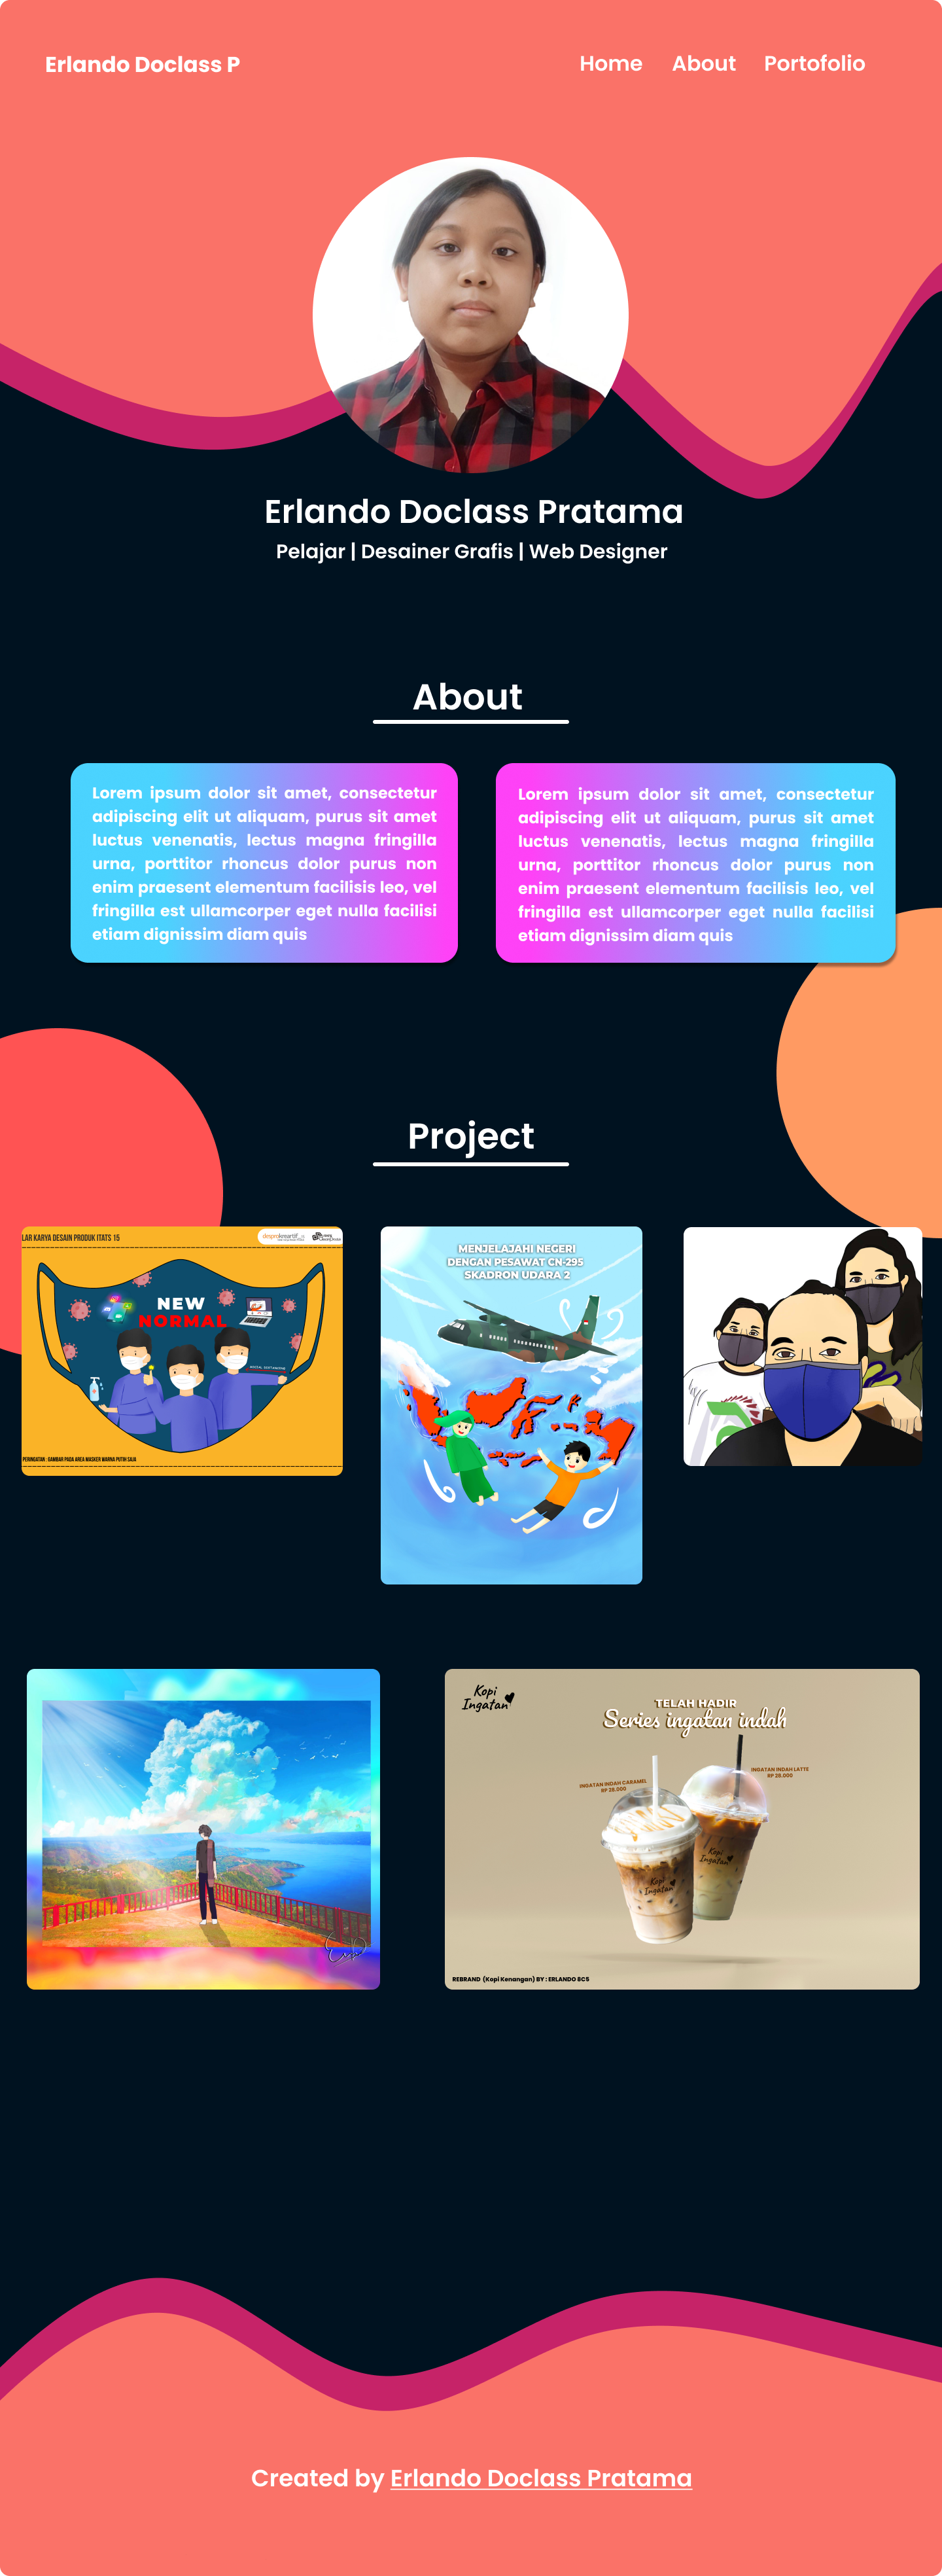 Erlando Doclass P
Home About Portofolio
Erlando Doclass Pratama
Pelajar | Desainer Grafis | Web Designer
About
Lorem ipsum dolor sit amet, consectetur
adipiscing elit ut aliquam, purus sit amet
luctus venenatis, lectus magna fringilla
urna, porttitor rhoncus dolor purus non
enim praesent elementum facilisis leo, vel
fringilla est ullamcorper eget nulla facilisi
etiam dignissim diam quis
Lorem ipsum dolor sit amet, consectetur
adipiscing elit ut aliquam, purus sit amet
luctus venenatis, lectus magna fringilla
urna, porttitor rhoncus dolor purus non
enim praesent elementum facilisis leo, vel
fringilla est ullamcorper eget nulla facilisi
etiam dignissim diam quis
Project
LAR KARYA DESAIN PRODUK ITATS 15
NEW
NORMAL
PERINGATAN : GAMBAR PADA AREA MASKER WARNA PUTIH SAJA
MENJELAJAHI NEGERI
DENGAN PESAWAT CN-295
SKADRON UDARA 2
Kopi
Ingatan
TELAH HADIR
Series ingatan indah
INGATAN INDAH CARAMEL
RP 28.000
INGATAN INDAH LATTE
RP 28.000
Kopi
Ingatan
Kopi
Ingatan
REBRAND (Kopi Kenangan) BY : ERLANDO 8C5
Created by Erlando Doclass Pratama